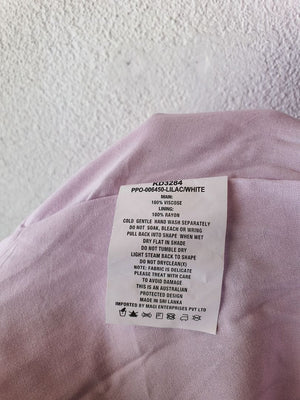 RD3284
PPO-006450-LILAC/WHITE
MAIN:
100% VISCOSE
LINING:
100% RAYON
COLD GENTLE HAND WASH SEPARATELY
DO NOT SOAK, BLEACH OR WRING
PULL BACK INTO SHAPE WHEN WET
DRY FLAT IN SHADE
DO NOT TUMBLE DRY
LIGHT STEAM BACK TO SHAPE
DO NOT DRYCLEAN(X)
NOTE: FABRIC IS DELICATE
PLEASE TREAT WITH CARE
TO AVOID DAMAGE
THIS IS AN AUSTRALIAN
PROTECTED DESIGN
MADE IN SRI LANKA
IMPORTED BY MAGI ENTERPRISES PVT LTD